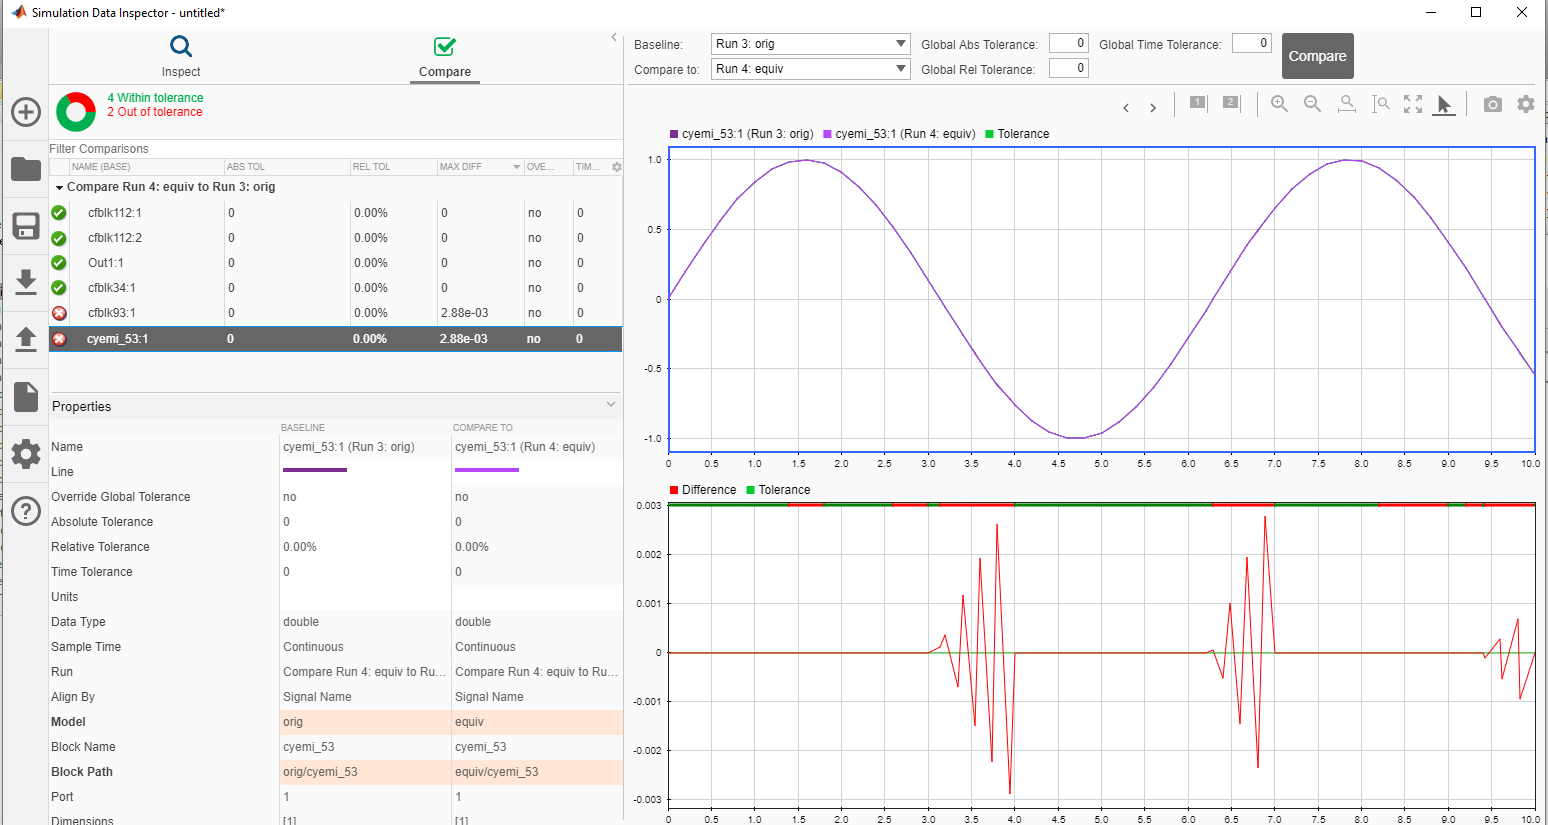 Simulation Data Inspector - untitled*
Inspect
Compare
4 Within tolerance
2 Out of tolerance
Filter Comparisons
NAME (BASE) ABS TOL REL TOL MAX DIFF OVE... TIM...
Compare Run 4: equiv to Run 3: orig
cfblk112:1 0 0.00% 0 no 0
cfblk112:2 0 0.00% 0 no 0
Out1:1 0 0.00% 0 no 0
cfblk34:1 0 0.00% 0 no 0
cfblk93:1 0 0.00% 2.88e-03 no 0
cyemi_53:1 0 0.00% 2.88e-03 no 0
Properties
BASELINE COMPARE TO
Name cyemi_53:1 (Run 3: orig) cyemi_53:1 (Run 4: equiv)
Line
Override Global Tolerance no no
Absolute Tolerance 0 0
Relative Tolerance 0.00% 0.00%
Time Tolerance 0 0
Units
Data Type double double
Sample Time Continuous Continuous
Run Compare Run 4: equiv to Ru... Compare Run 4: equiv to Ru...
Align By Signal Name Signal Name
Model orig equiv
Block Name cyemi_53 cyemi_53
Block Path orig/cyemi_53 equiv/cyemi_53
Port 1 1
Dimensions [1] [1]
Baseline: Run 3: orig Global Abs Tolerance: 0 Global Time Tolerance: 0
Compare to: Run 4: equiv Global Rel Tolerance: 0
Compare
1 2
cyemi_53:1 (Run 3: orig) cyemi_53:1 (Run 4: equiv) Tolerance
1.0
0.5
0
-0.5
-1.0
0 0.5 1.0 1.5 2.0 2.5 3.0 3.5 4.0 4.5 5.0 5.5 6.0 6.5 7.0 7.5 8.0 8.5 9.0 9.5 10.0
Difference Tolerance
0.003
0.002
0.001
0
-0.001
-0.002
-0.003
0 0.5 1.0 1.5 2.0 2.5 3.0 3.5 4.0 4.5 5.0 5.5 6.0 6.5 7.0 7.5 8.0 8.5 9.0 9.5 10.0